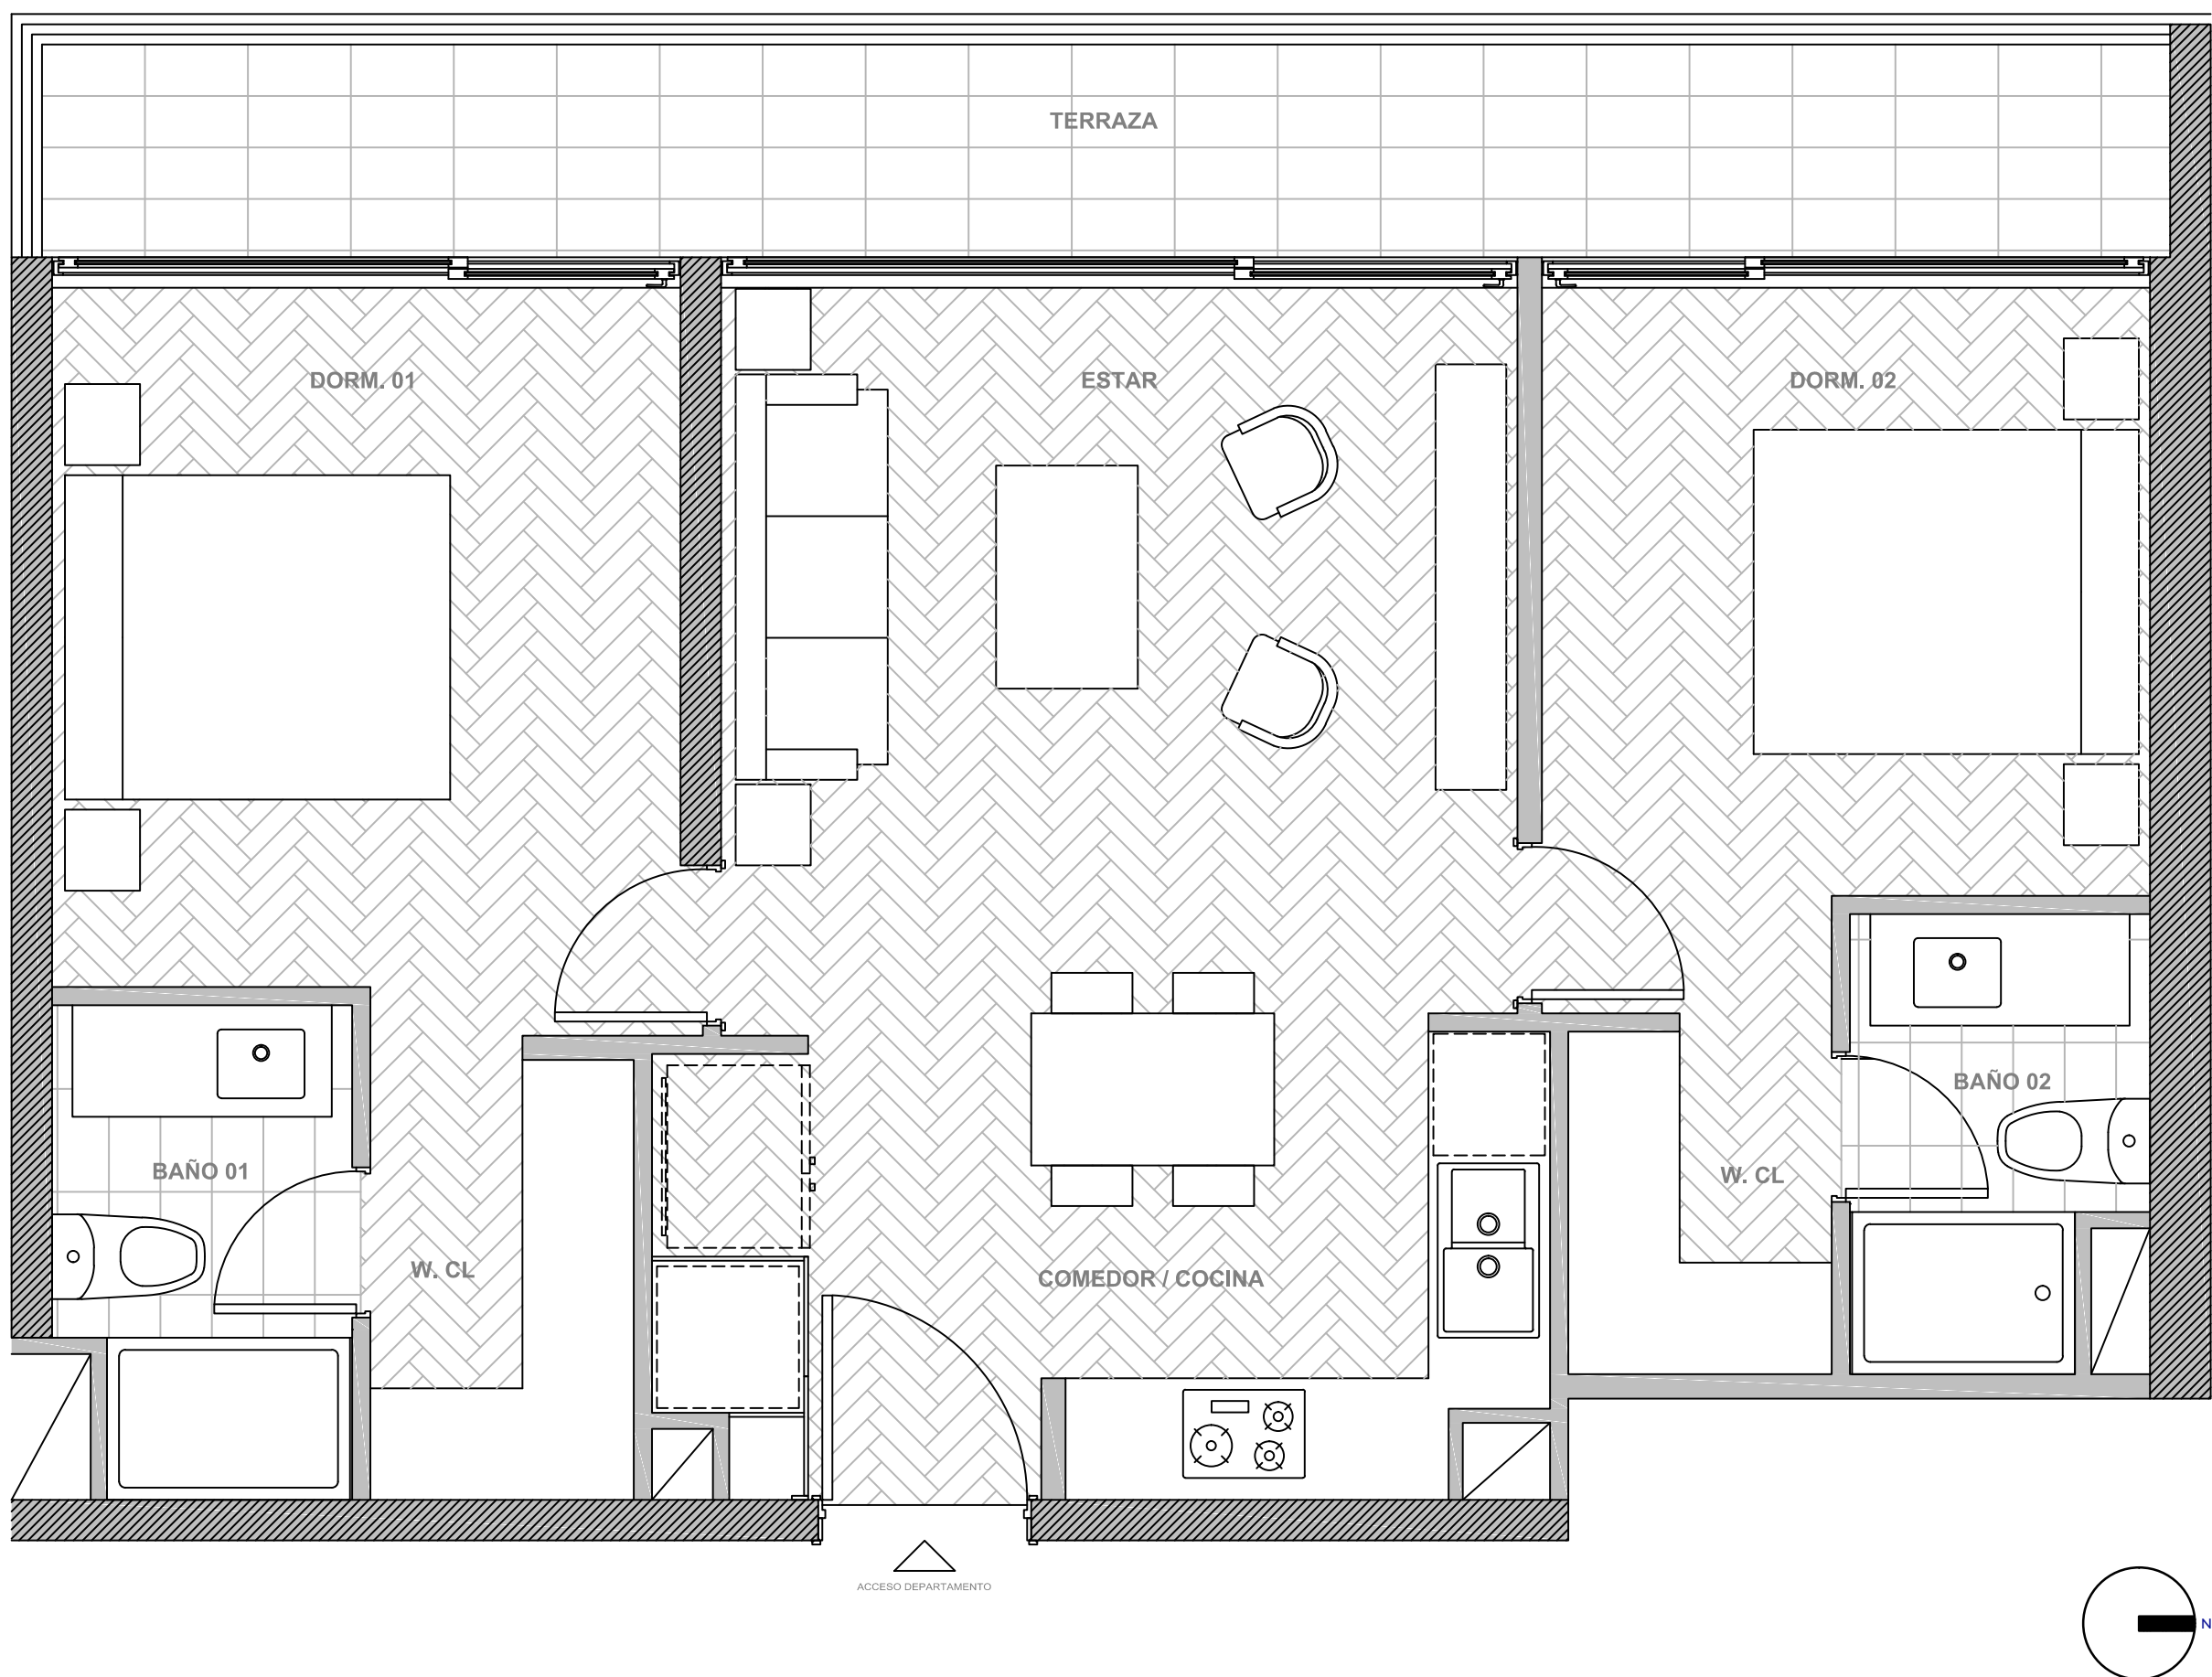 TERRAZA
DORM. 01
ESTAR
DORM. 02
BAÑO 02
BAÑO 01
W. CL
W. CL
COMEDOR / COCINA
ACCESO DEPARTAMENTO
N